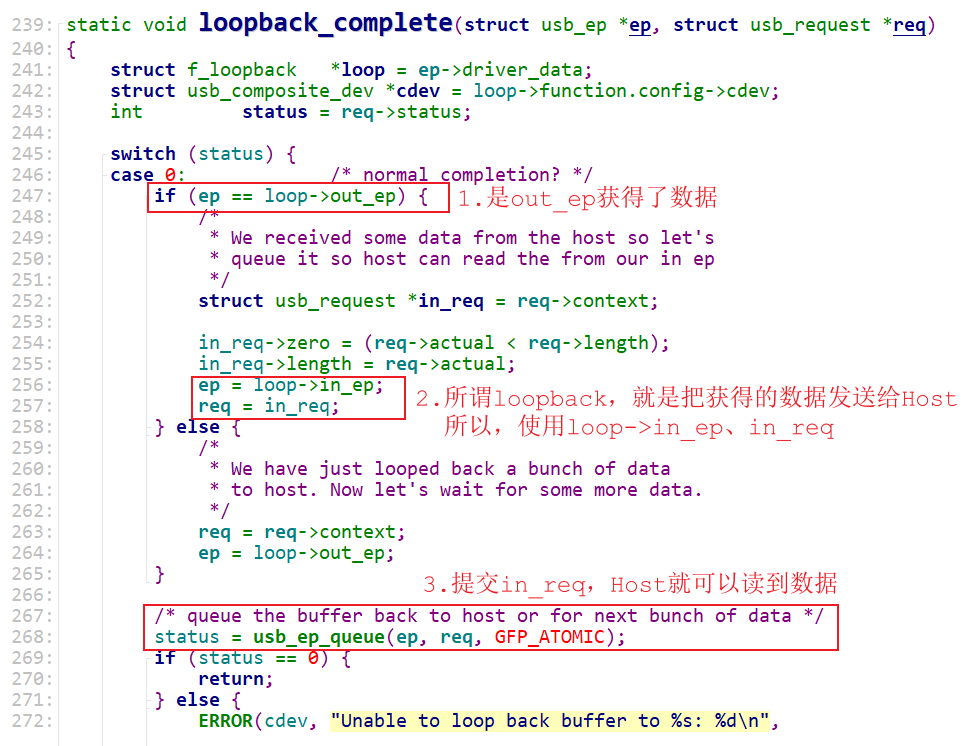 239: static void loopback_complete(struct usb_ep *ep, struct usb_request *req)
240: {
241:     struct f_loopback   *loop = ep->driver_data;
242:     struct usb_composite_dev *cdev = loop->function.config->cdev;
243:     int         status = req->status;
244:
245:     switch (status) {
246:     case 0:             /* normal completion? */
247:         if (ep == loop->out_ep) { 1.是out_ep获得了数据
248:             /*
249:              * We received some data from the host so let's
250:              * queue it so host can read the from our in ep
251:              */
252:             struct usb_request *in_req = req->context;
253:
254:             in_req->zero = (req->actual < req->length);
255:             in_req->length = req->actual;
256:             ep = loop->in_ep;
257:             req = in_req; 2.所谓loopback，就是把获得的数据发送给Host
258:         } else { 所以，使用loop->in_ep、in_req
259:             /*
260:              * We have just looped back a bunch of data
261:              * to host. Now let's wait for some more data.
262:              */
263:             req = req->context;
264:             ep = loop->out_ep;
265:         }
3.提交in_req，Host就可以读到数据
266:
267:         /* queue the buffer back to host or for next bunch of data */
268:         status = usb_ep_queue(ep, req, GFP_ATOMIC);
269:         if (status == 0) {
270:             return;
271:         } else {
272:             ERROR(cdev, "Unable to loop back buffer to %s: %d\n",